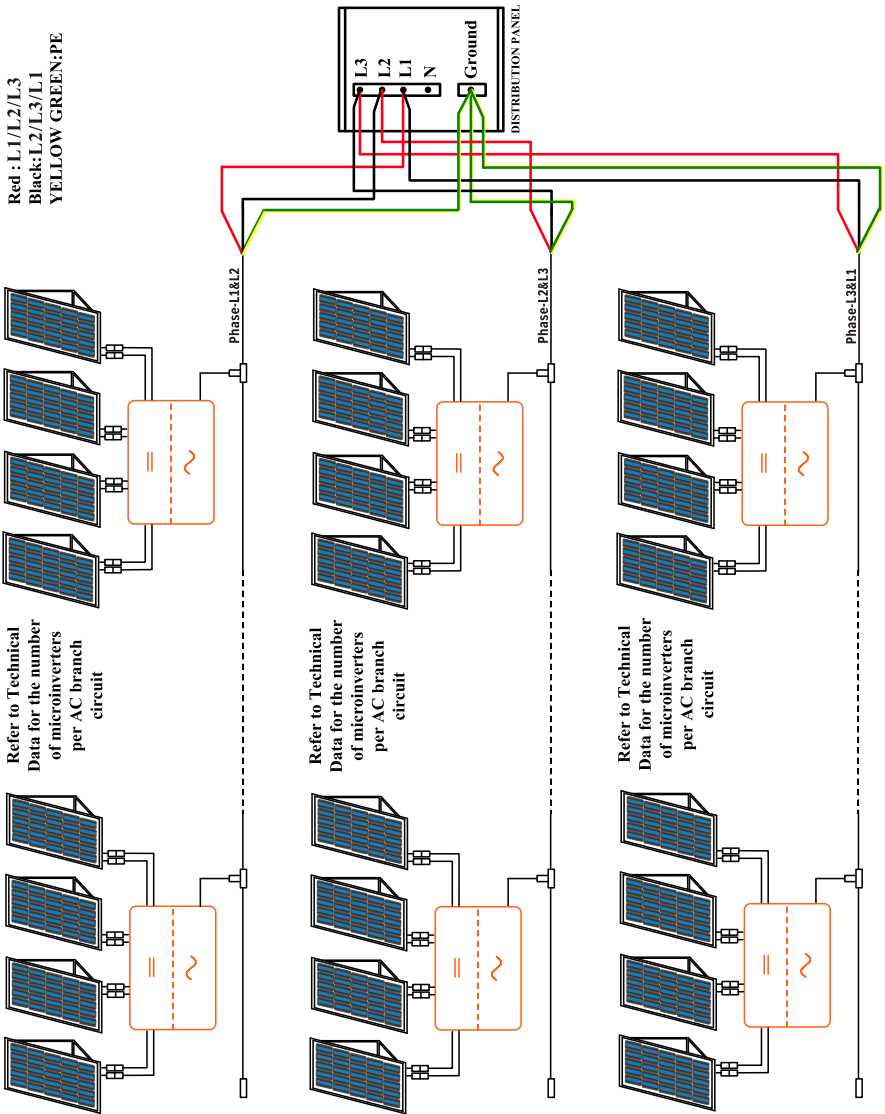 Red : L1/L2/L3
Black:L2/L3/L1
YELLOW GREEN:PE
L3
L2
L1
N
Ground
DISTRIBUTION PANEL
Phase-L1&L2
Phase-L2&L3
Phase-L3&L1
Refer to Technical
Data for the number
of microinverters
per AC branch
circuit
Refer to Technical
Data for the number
of microinverters
per AC branch
circuit
Refer to Technical
Data for the number
of microinverters
per AC branch
circuit